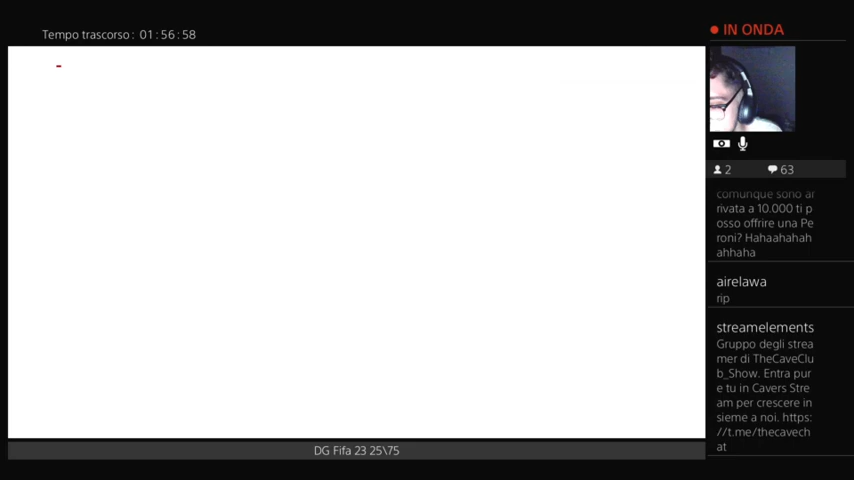 Tempo trascorso: 01:56:58
IN ONDA
2
63
comunque sono ar
rivata a 10.000 ti p
osso offrire una Pe
roni? Hahaahahah
ahhaha
airelawa
rip
streamelements
Gruppo degli strea
mer di TheCaveClu
b_Show. Entra pur
e tu in Cavers Stre
am per crescere in
sieme a noi. https:
//t.me/thecavech
at
DG Fifa 23 25\75